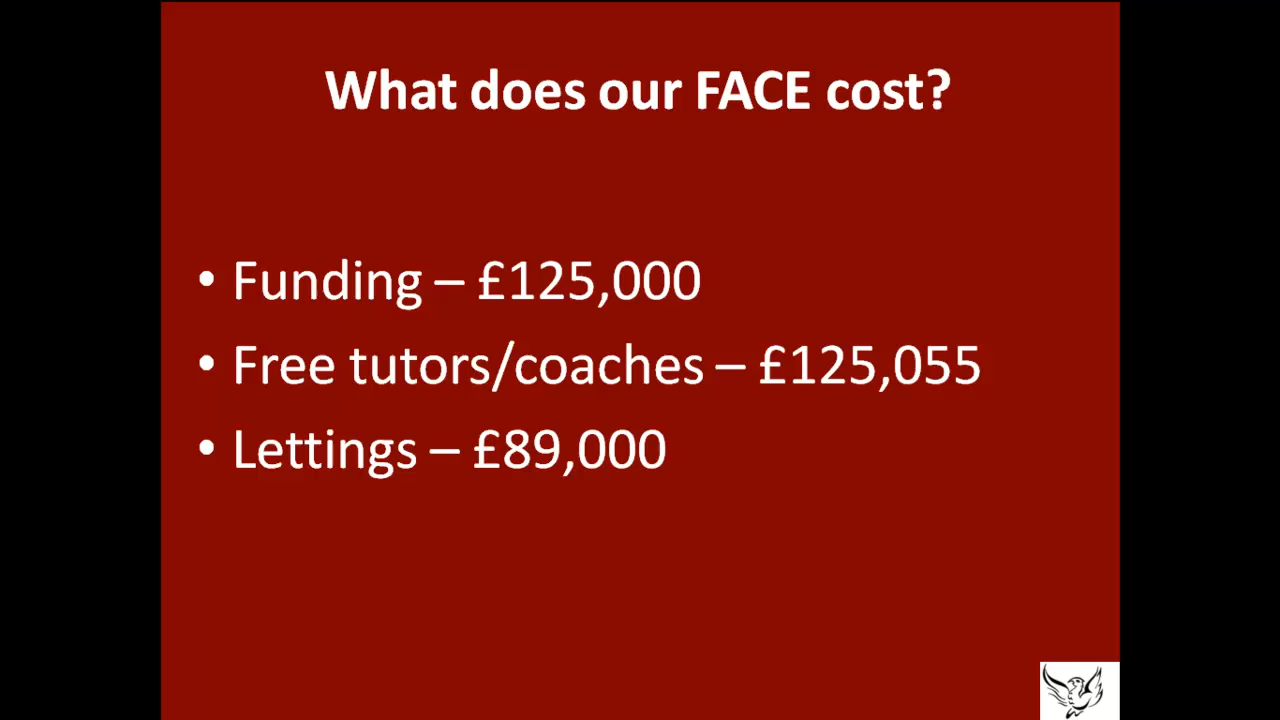 What does our FACE cost?
• Funding – £125,000
• Free tutors/coaches – £125,055
• Lettings – £89,000